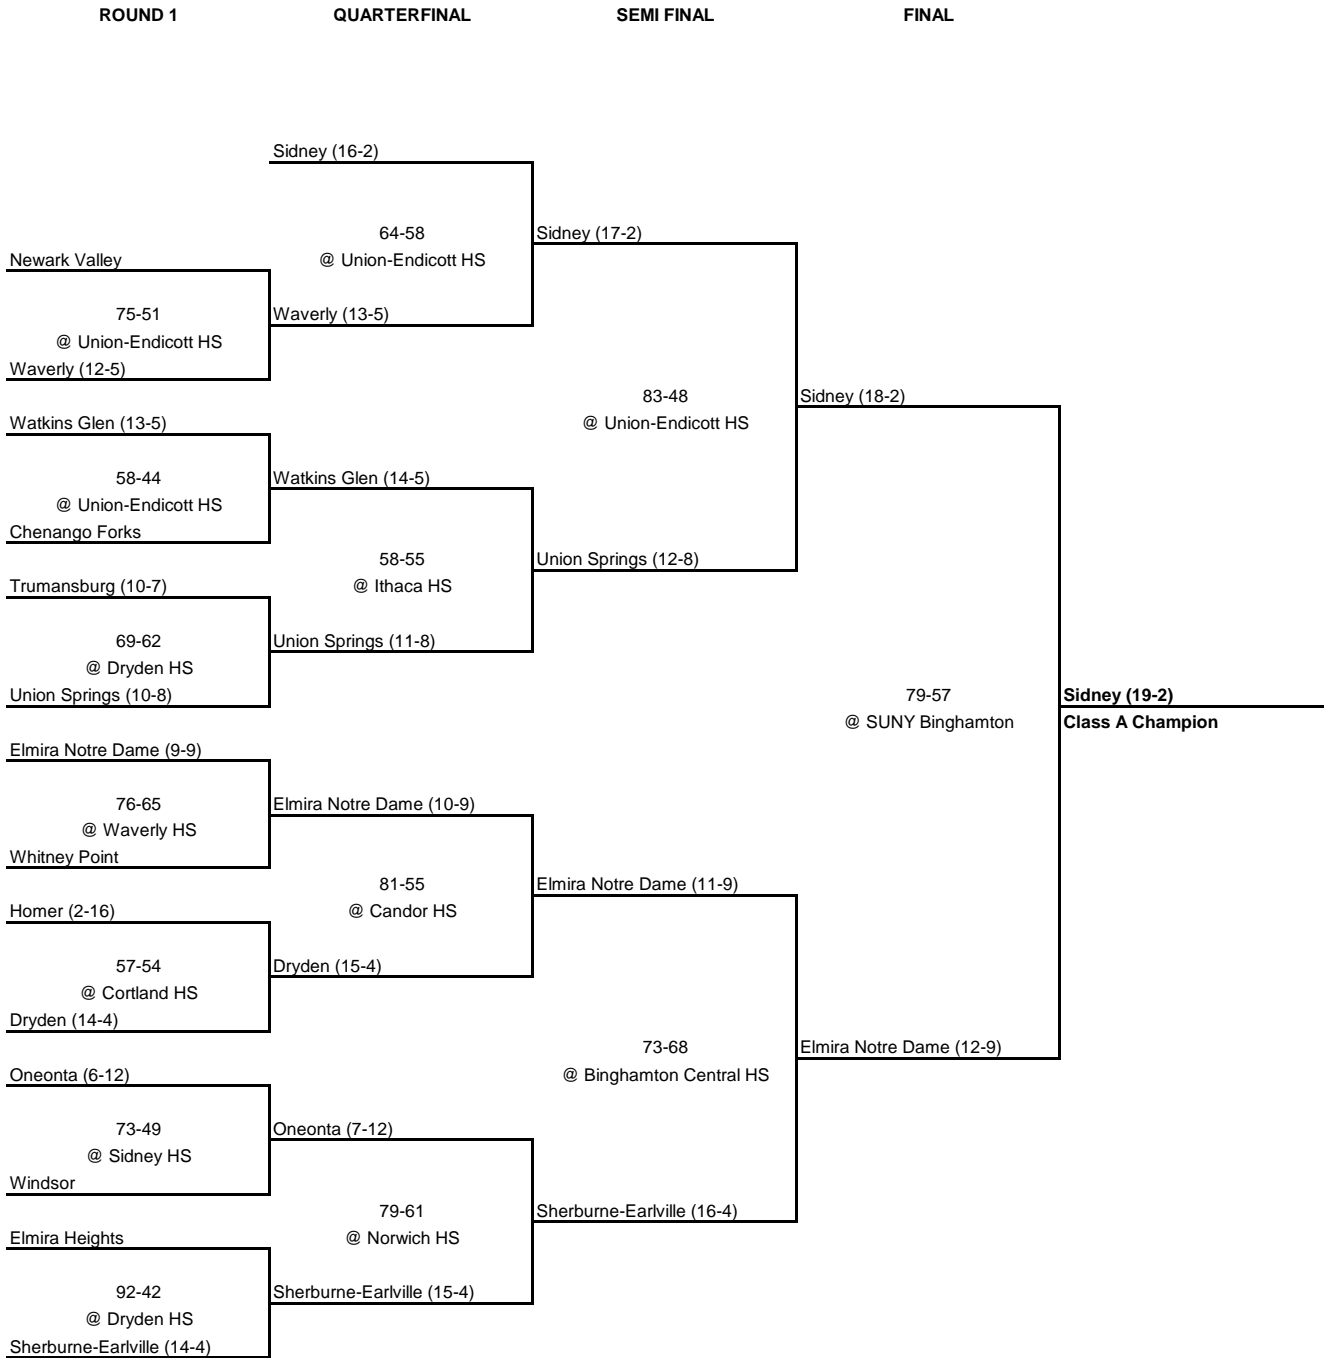 ROUND 1 QUARTERFINAL SEMI FINAL FINAL
Sidney (16-2)
64-58 Sidney (17-2)
Newark Valley @ Union-Endicott HS
75-51 Waverly (13-5)
@ Union-Endicott HS
Waverly (12-5)
83-48 Sidney (18-2)
Watkins Glen (13-5) @ Union-Endicott HS
58-44 Watkins Glen (14-5)
@ Union-Endicott HS
Chenango Forks
58-55 Union Springs (12-8)
Trumansburg (10-7) @ Ithaca HS
69-62 Union Springs (11-8)
@ Dryden HS
Union Springs (10-8) 79-57 Sidney (19-2)
@ SUNY Binghamton Class A Champion
Elmira Notre Dame (9-9)
76-65 Elmira Notre Dame (10-9)
@ Waverly HS
Whitney Point
81-55 Elmira Notre Dame (11-9)
Homer (2-16) @ Candor HS
57-54 Dryden (15-4)
@ Cortland HS
Dryden (14-4)
73-68 Elmira Notre Dame (12-9)
Oneonta (6-12) @ Binghamton Central HS
73-49 Oneonta (7-12)
@ Sidney HS
Windsor
79-61 Sherburne-Earlville (16-4)
Elmira Heights @ Norwich HS
92-42 Sherburne-Earlville (15-4)
@ Dryden HS
Sherburne-Earlville (14-4)